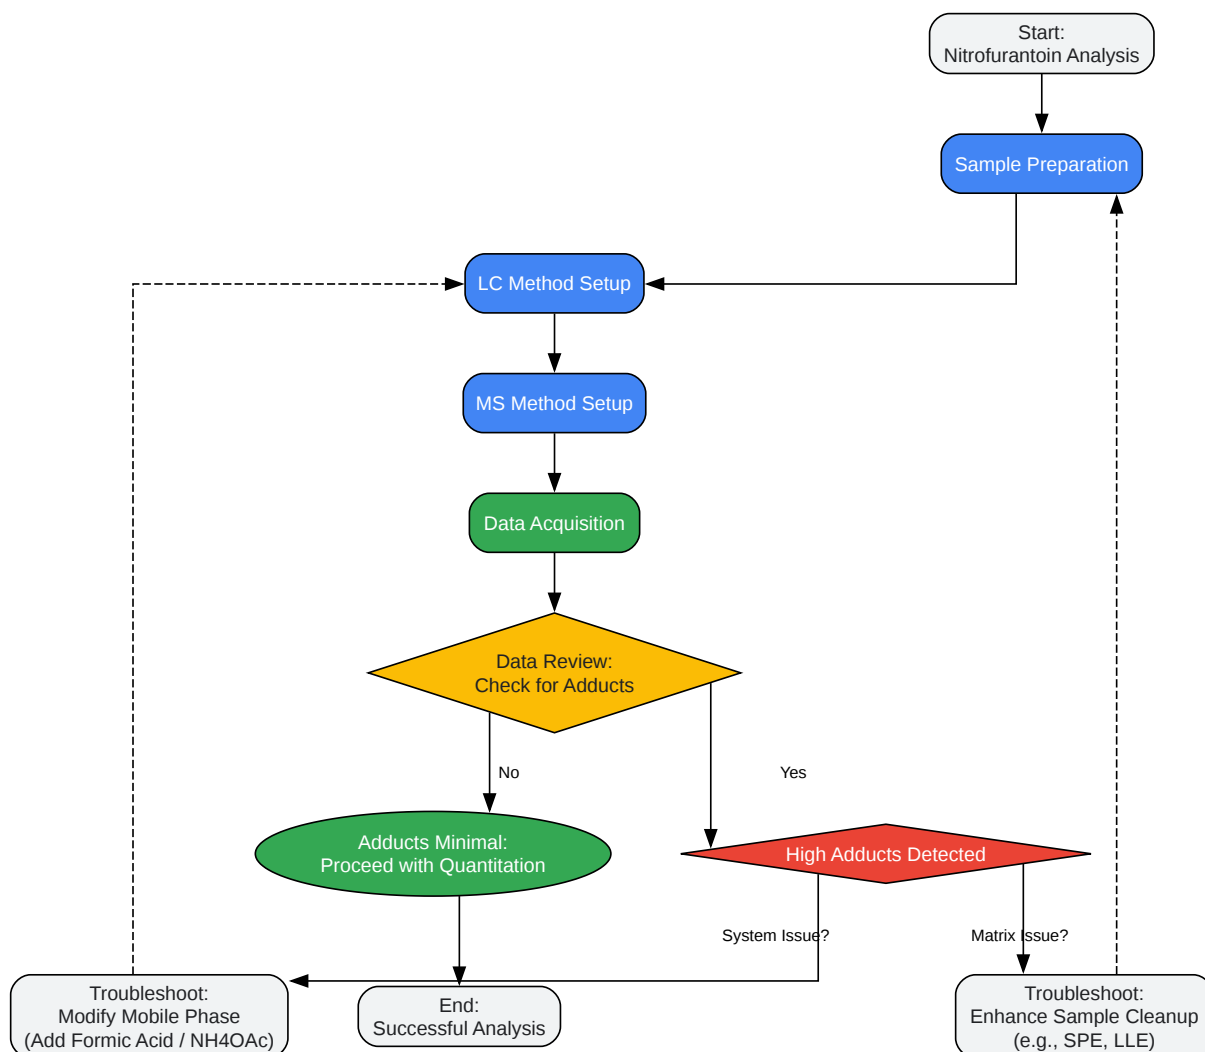 Start:
Nitrofurantoin Analysis
Sample Preparation
LC Method Setup
MS Method Setup
Data Acquisition
Data Review:
Check for Adducts
No
Yes
Adducts Minimal:
Proceed with Quantitation
High Adducts Detected
System Issue?
Matrix Issue?
Troubleshoot:
Modify Mobile Phase
(Add Formic Acid / NH4OAc)
End:
Successful Analysis
Troubleshoot:
Enhance Sample Cleanup
(e.g., SPE, LLE)